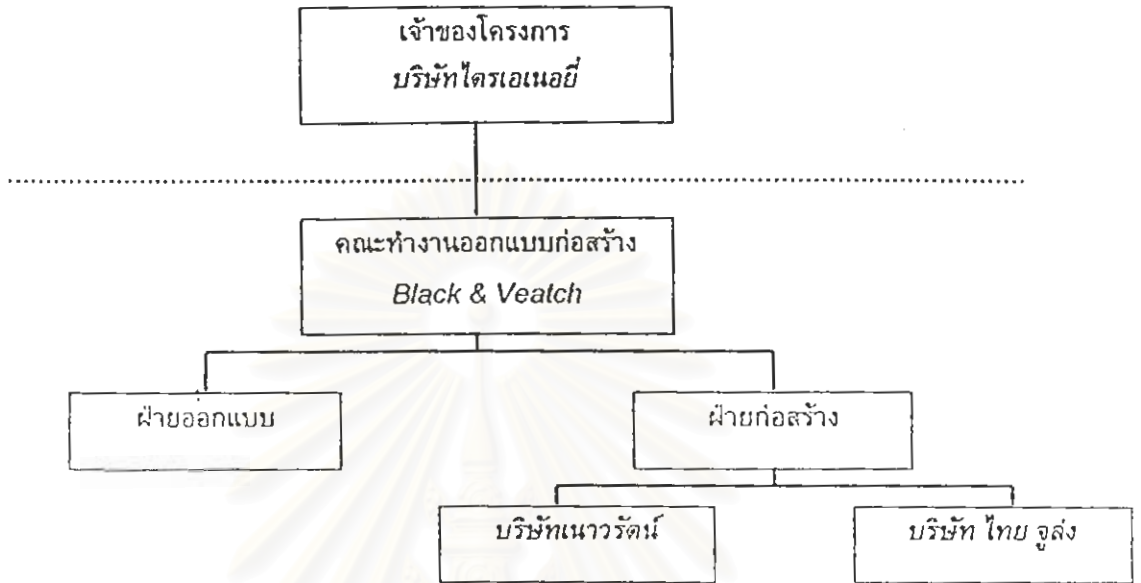 เจ้าของโครงการ
บริษัทไตรเอเนอยี่
คณะทำงานออกแบบก่อสร้าง
Black & Veatch
ฝ่ายออกแบบ
ฝ่ายก่อสร้าง
บริษัทเนาวรัตน์
บริษัท ไทย จูล่ง